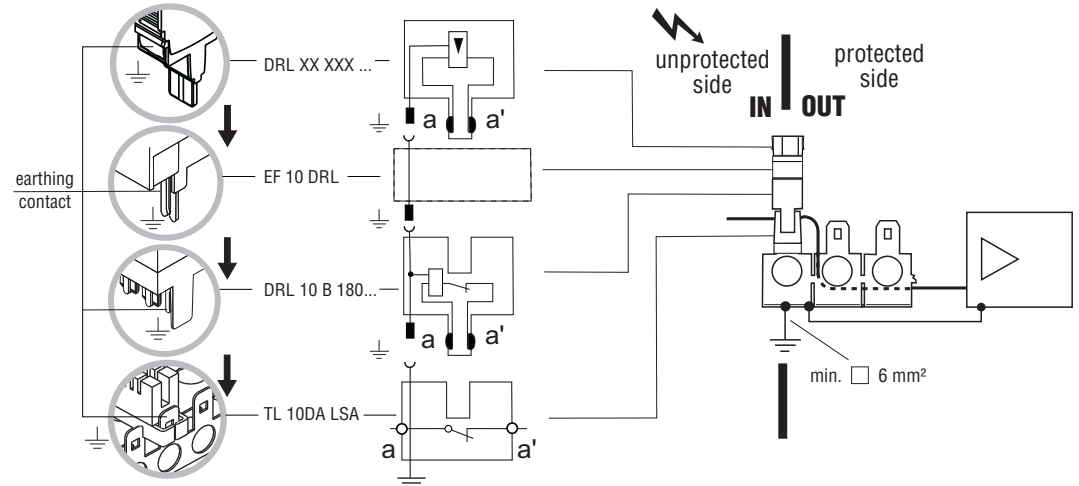 DRL XX XXX ...
EF 10 DRL
DRL 10 B 180...
TL 10DA LSA
earthing
contact
a a'
a a'
a a'
unprotected
side
protected
side
IN OUT
min. □ 6 mm²